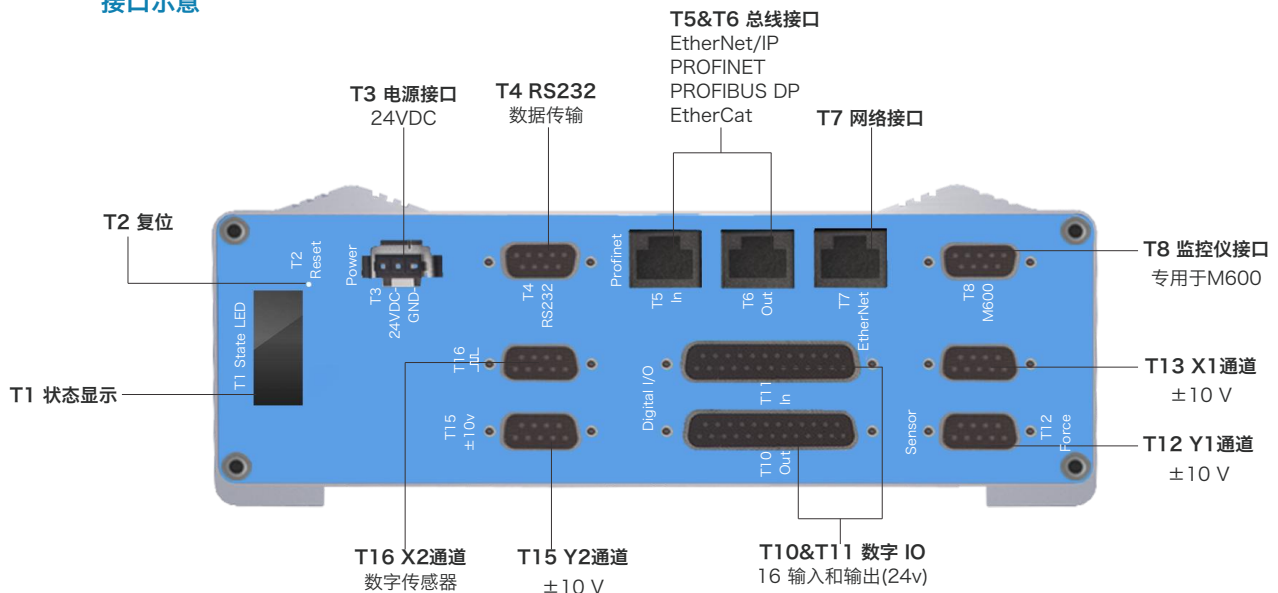 接口示意
T5&T6 总线接口
EtherNet/IP
PROFINET
PROFIBUS DP
EtherCat
T3 电源接口
24VDC
T4 RS232
数据传输
T7 网络接口
T2 复位
T8 监控仪接口
专用于M600
T1 状态显示
T13 X1通道
±10 V
T12 Y1通道
±10 V
T2
Reset
Power
T3
24VDC-
GND-
T4
RS232
Profinet
T5
In
T6
Out
T7
EtherNet
T8
M600
T1 State LED
T16
T15
±10v
Digital I/O
T11
In
T10
Out
Sensor
T12
Force
T16 X2通道
数字传感器
T15 Y2通道
±10 V
T10&T11 数字 IO
16 输入和输出(24v)